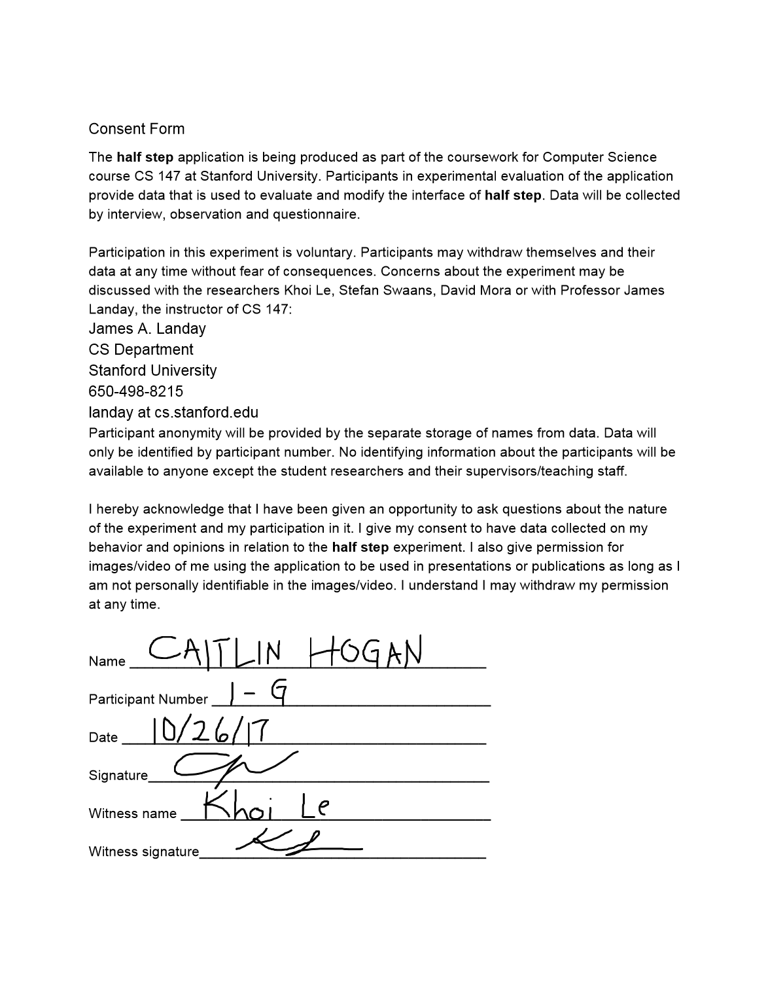 Consent Form
The half step application is being produced as part of the coursework for Computer Science
course CS 147 at Stanford University. Participants in experimental evaluation of the application
provide data that is used to evaluate and modify the interface of half step. Data will be collected
by interview, observation and questionnaire.
Participation in this experiment is voluntary. Participants may withdraw themselves and their
data at any time without fear of consequences. Concerns about the experiment may be
discussed with the researchers Khoi Le, Stefan Swaans, David Mora or with Professor James
Landay, the instructor of CS 147:
James A. Landay
CS Department
Stanford University
650-498-8215
landay at cs.stanford.edu
Participant anonymity will be provided by the separate storage of names from data. Data will
only be identified by participant number. No identifying information about the participants will be
available to anyone except the student researchers and their supervisors/teaching staff.
I hereby acknowledge that I have been given an opportunity to ask questions about the nature
of the experiment and my participation in it. I give my consent to have data collected on my
behavior and opinions in relation to the half step experiment. I also give permission for
images/video of me using the application to be used in presentations or publications as long as I
am not personally identifiable in the images/video. I understand I may withdraw my permission
at any time.
Name CAITLIN HOGAN
Participant Number 1 - G
Date 10/26/17
Signature
Witness name Khoi Le
Witness signature